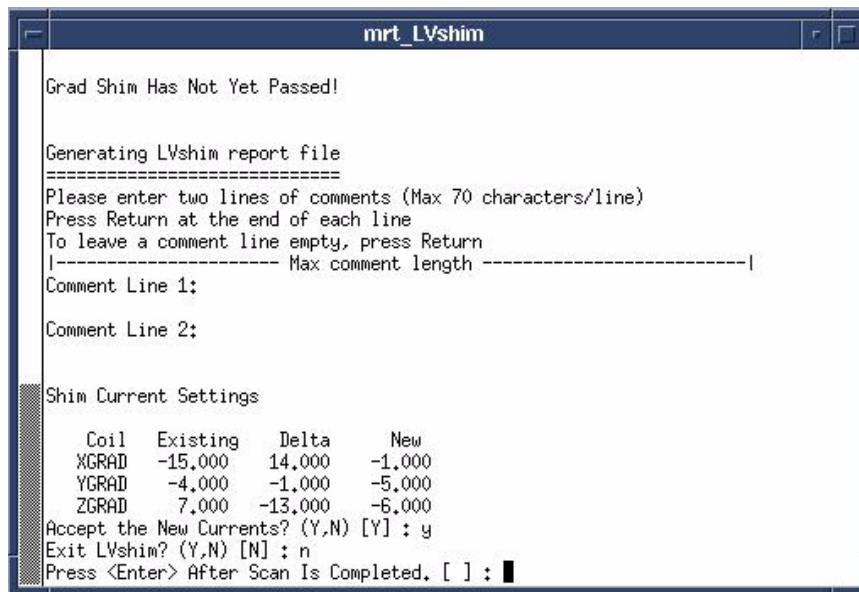 mrt_LVshim
Grad Shim Has Not Yet Passed!
Generating LVshim report file
=============================
Please enter two lines of comments (Max 70 characters/line)
Press Return at the end of each line
To leave a comment line empty, press Return
|---------------------- Max comment length --------------------------|
Comment Line 1:
Comment Line 2:
Shim Current Settings
Coil Existing Delta New
XGRAD -15.000 14.000 -1.000
YGRAD -4.000 -1.000 -5.000
ZGRAD 7.000 -13.000 -6.000
Accept the New Currents? (Y,N) [Y] : y
Exit LVshim? (Y,N) [N] : n
Press <Enter> After Scan Is Completed. [ ] :